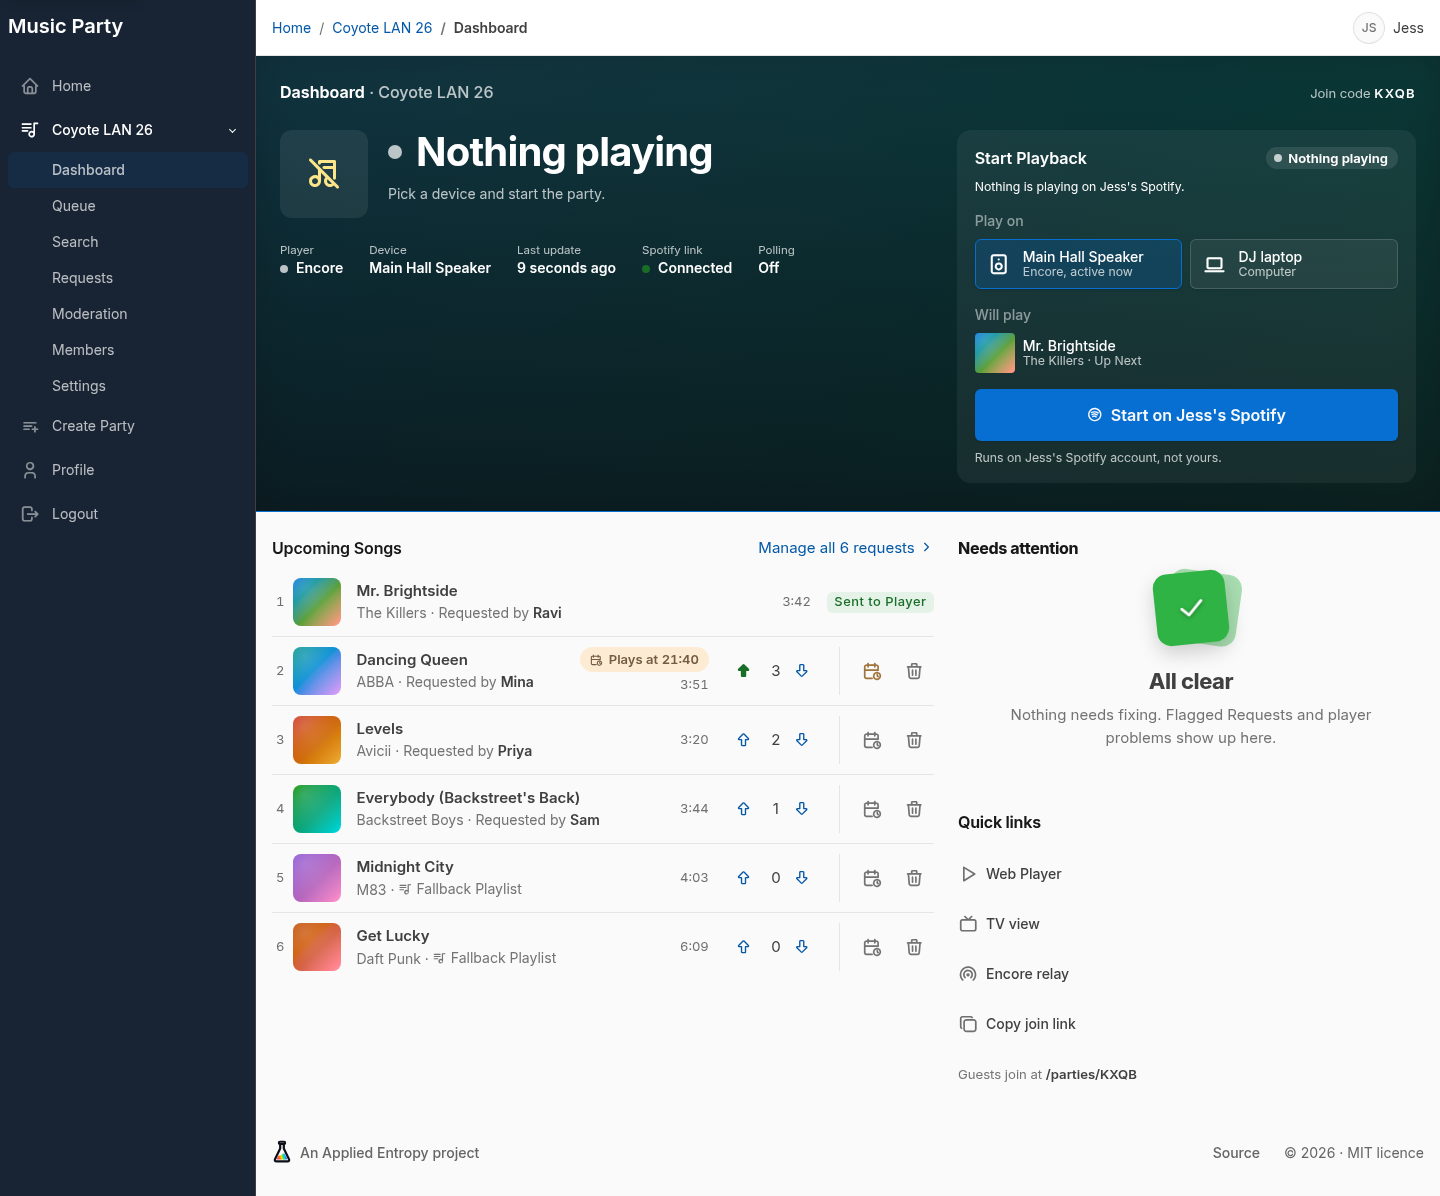 Music Party
Home
Coyote LAN 26
Dashboard
Queue
Search
Requests
Moderation
Members
Settings
Create Party
Profile
Logout
Home / Coyote LAN 26 / Dashboard
JS Jess
Dashboard · Coyote LAN 26
Join code KXQB
Nothing playing
Pick a device and start the party.
Player
Encore
Device
Main Hall Speaker
Last update
9 seconds ago
Spotify link
Connected
Polling
Off
Start Playback
Nothing playing
Nothing is playing on Jess's Spotify.
Play on
Main Hall Speaker
Encore, active now
DJ laptop
Computer
Will play
Mr. Brightside
The Killers · Up Next
Start on Jess's Spotify
Runs on Jess's Spotify account, not yours.
Upcoming Songs
Manage all 6 requests
1
Mr. Brightside
The Killers · Requested by Ravi
3:42
Sent to Player
2
Dancing Queen
ABBA · Requested by Mina
Plays at 21:40
3:51
3
3
Levels
Avicii · Requested by Priya
3:20
2
4
Everybody (Backstreet's Back)
Backstreet Boys · Requested by Sam
3:44
1
5
Midnight City
M83 · Fallback Playlist
4:03
0
6
Get Lucky
Daft Punk · Fallback Playlist
6:09
0
Needs attention
All clear
Nothing needs fixing. Flagged Requests and player
problems show up here.
Quick links
Web Player
TV view
Encore relay
Copy join link
Guests join at /parties/KXQB
An Applied Entropy project
Source
© 2026 · MIT licence